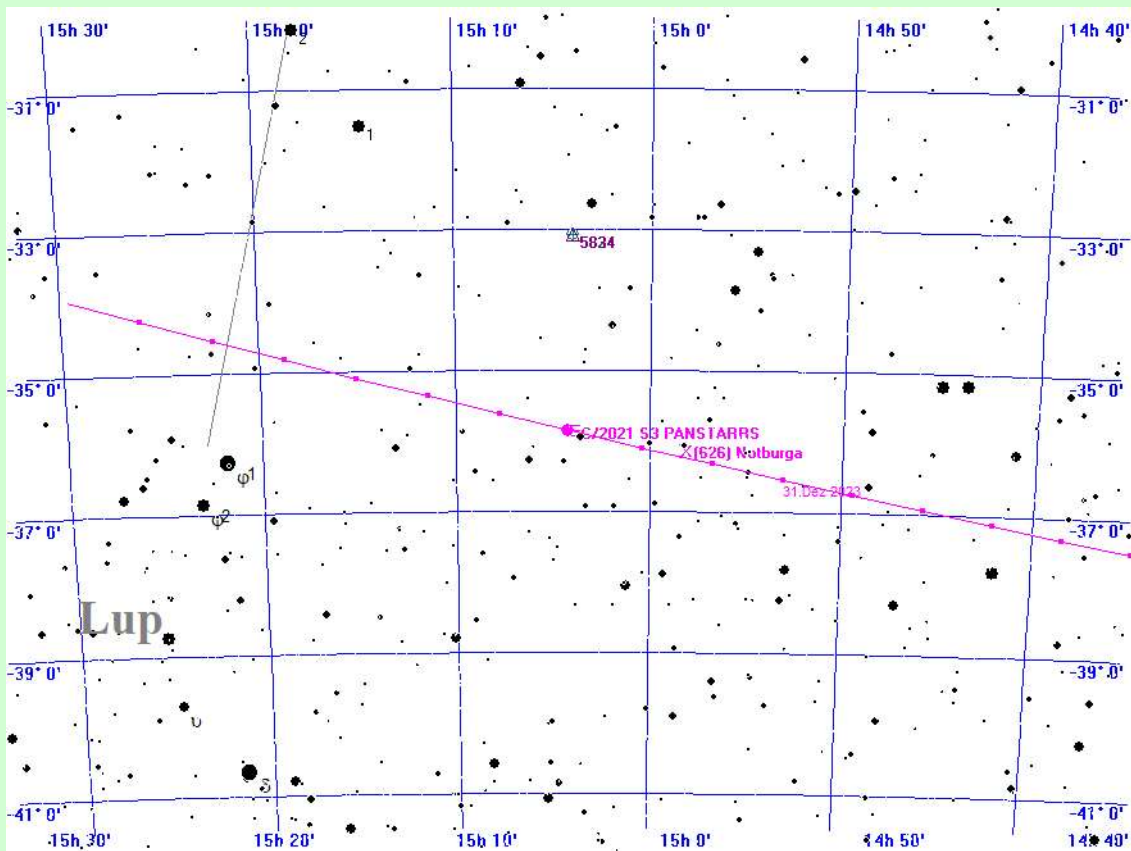 15h 30'
15h 20'
15h 10'
15h 0'
14h 50'
14h 40'
2
-31° 0'
1
-31° 0'
-33° 0'
5824
-33° 0'
-35° 0'
-35° 0'
C/2021 S3 PANSTARRS
(626) Notburga
φ1
31.Dez 2023
φ2
-37° 0'
-37° 0'
Lup
-39° 0'
-39° 0'
υ
-41° 0'
-41° 0'
15h 30'
15h 20'
15h 10'
15h 0'
14h 50'
14h 40'